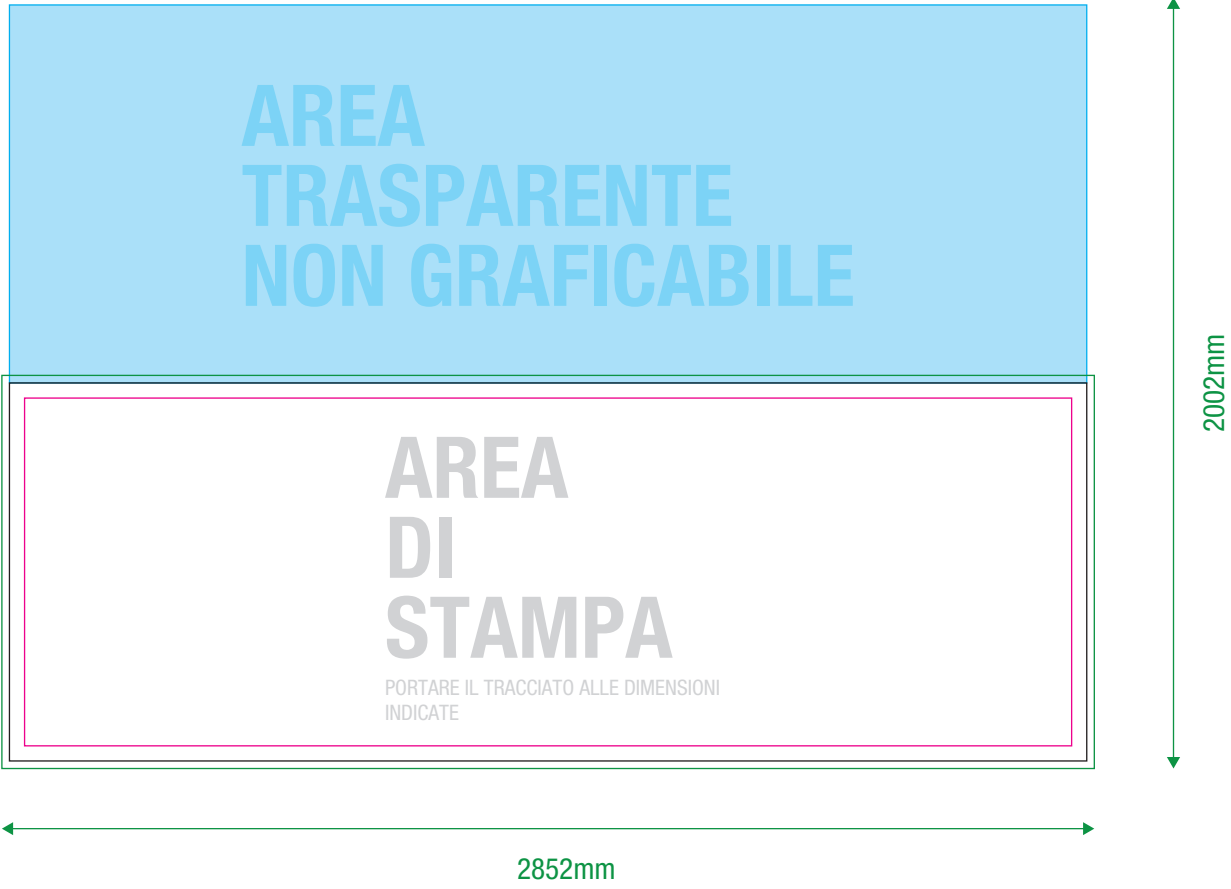 AREA
TRASPARENTE
NON GRAFICABILE
AREA
DI
STAMPA
PORTARE IL TRACCIATO ALLE DIMENSIONI
INDICATE
2002mm
2852mm